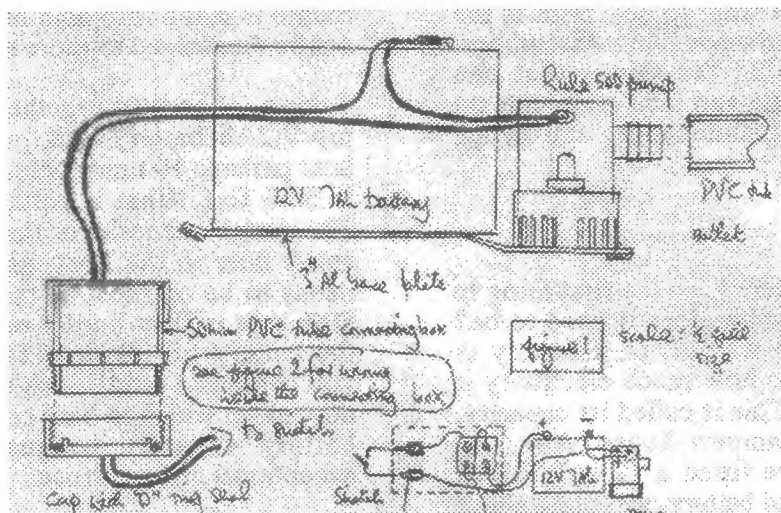 Rule 500 pump
12V 7Ah battery
PVC tube
outlet
3" Al base plate
50mm PVC tube connecting box
figure 1
scale - ½ full
size
see figure 2 for wiring
inside the connecting box
to switch
Cap with "O" ring seal
Switch
+
-
12V 7Ah